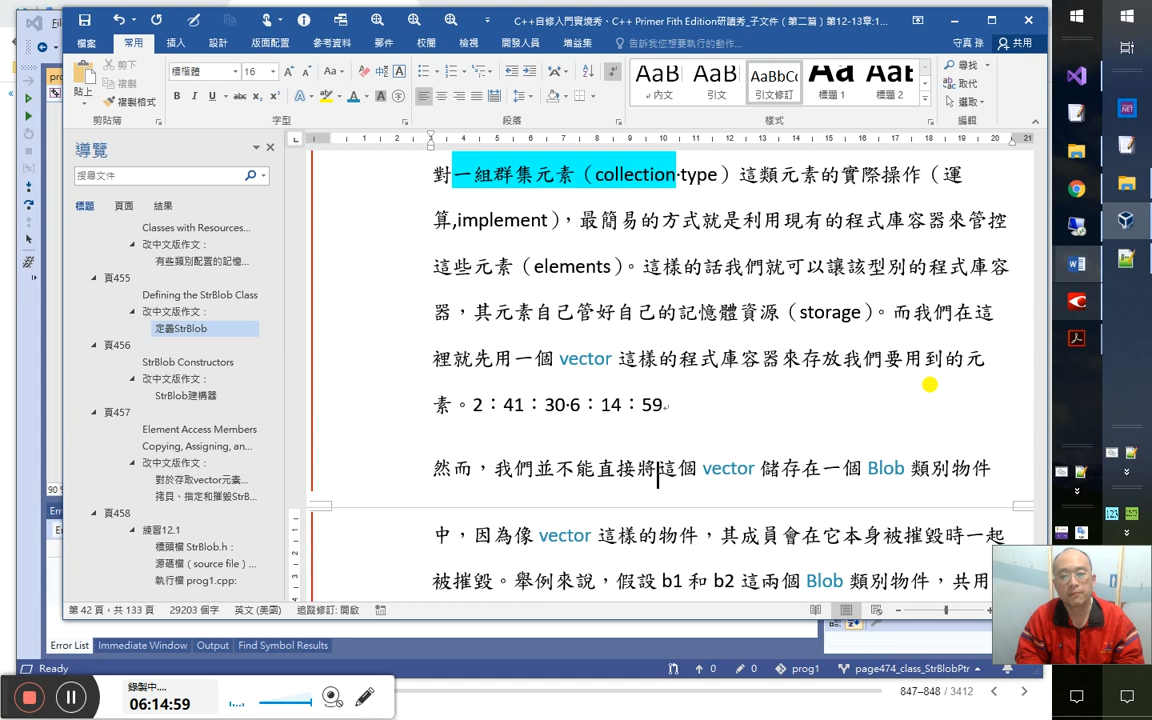 C++自修入門實境秀、C++ Primer Fith Edition研讀秀_子文件（第二篇）12-13章:1...
檔案 常用 插入 設計 版面配置 參考資料 郵件 校閱 檢視 開發人員 增益集 告訴我您想要執行的動作... 守真 孫 共用
貼上 剪下 複製 複製格式
標楷體 16
AaBbC AaBbC AaBbCc AaB AaBb
內文 引文 引文修訂 標題 1 標題 2
尋找 取代 選取
剪貼簿 字型 段落 樣式 編輯
導覽
搜尋文件
標題 頁面 結果
Classes with Resources...
改中文版作文：
有些類別配置的記憶...
頁455
Defining the StrBlob Class
改中文版作文：
定義StrBlob
頁456
StrBlob Constructors
改中文版作文：
StrBlob建構器
頁457
Element Access Members
Copying, Assigning, an...
改中文版作文：
對於存取vector元素...
拷貝、指定和摧毀StrB...
頁458
練習12.1
標頭檔 StrBlob.h：
源碼檔（source file）...
執行檔 prog1.cpp:
對一組群集元素（collection·type）這類元素的實際操作（運
算,implement），最簡易的方式就是利用現有的程式庫容器來管控
這些元素（elements）。這樣的話我們就可以讓該型別的程式庫容
器，其元素自己管好自己的記憶體資源（storage）。而我們在這
裡就先用一個 vector 這樣的程式庫容器來存放我們要用到的元
素。2：41：30·6：14：59
然而，我們並不能直接將這個 vector 儲存在一個 Blob 類別物件
中，因為像 vector 這樣的物件，其成員會在它本身被摧毀時一起
被摧毀。舉例來說，假設 b1 和 b2 這兩個 Blob 類別物件，共用
第 42 頁，共 133 頁 29203 個字 英文 (美國) 追蹤修訂: 開啟
Error List Immediate Window Output Find Symbol Results
Ready 0 0 prog1 page474_class_StrBlobPtr
錄製中....
06:14:59
847–848 / 3412